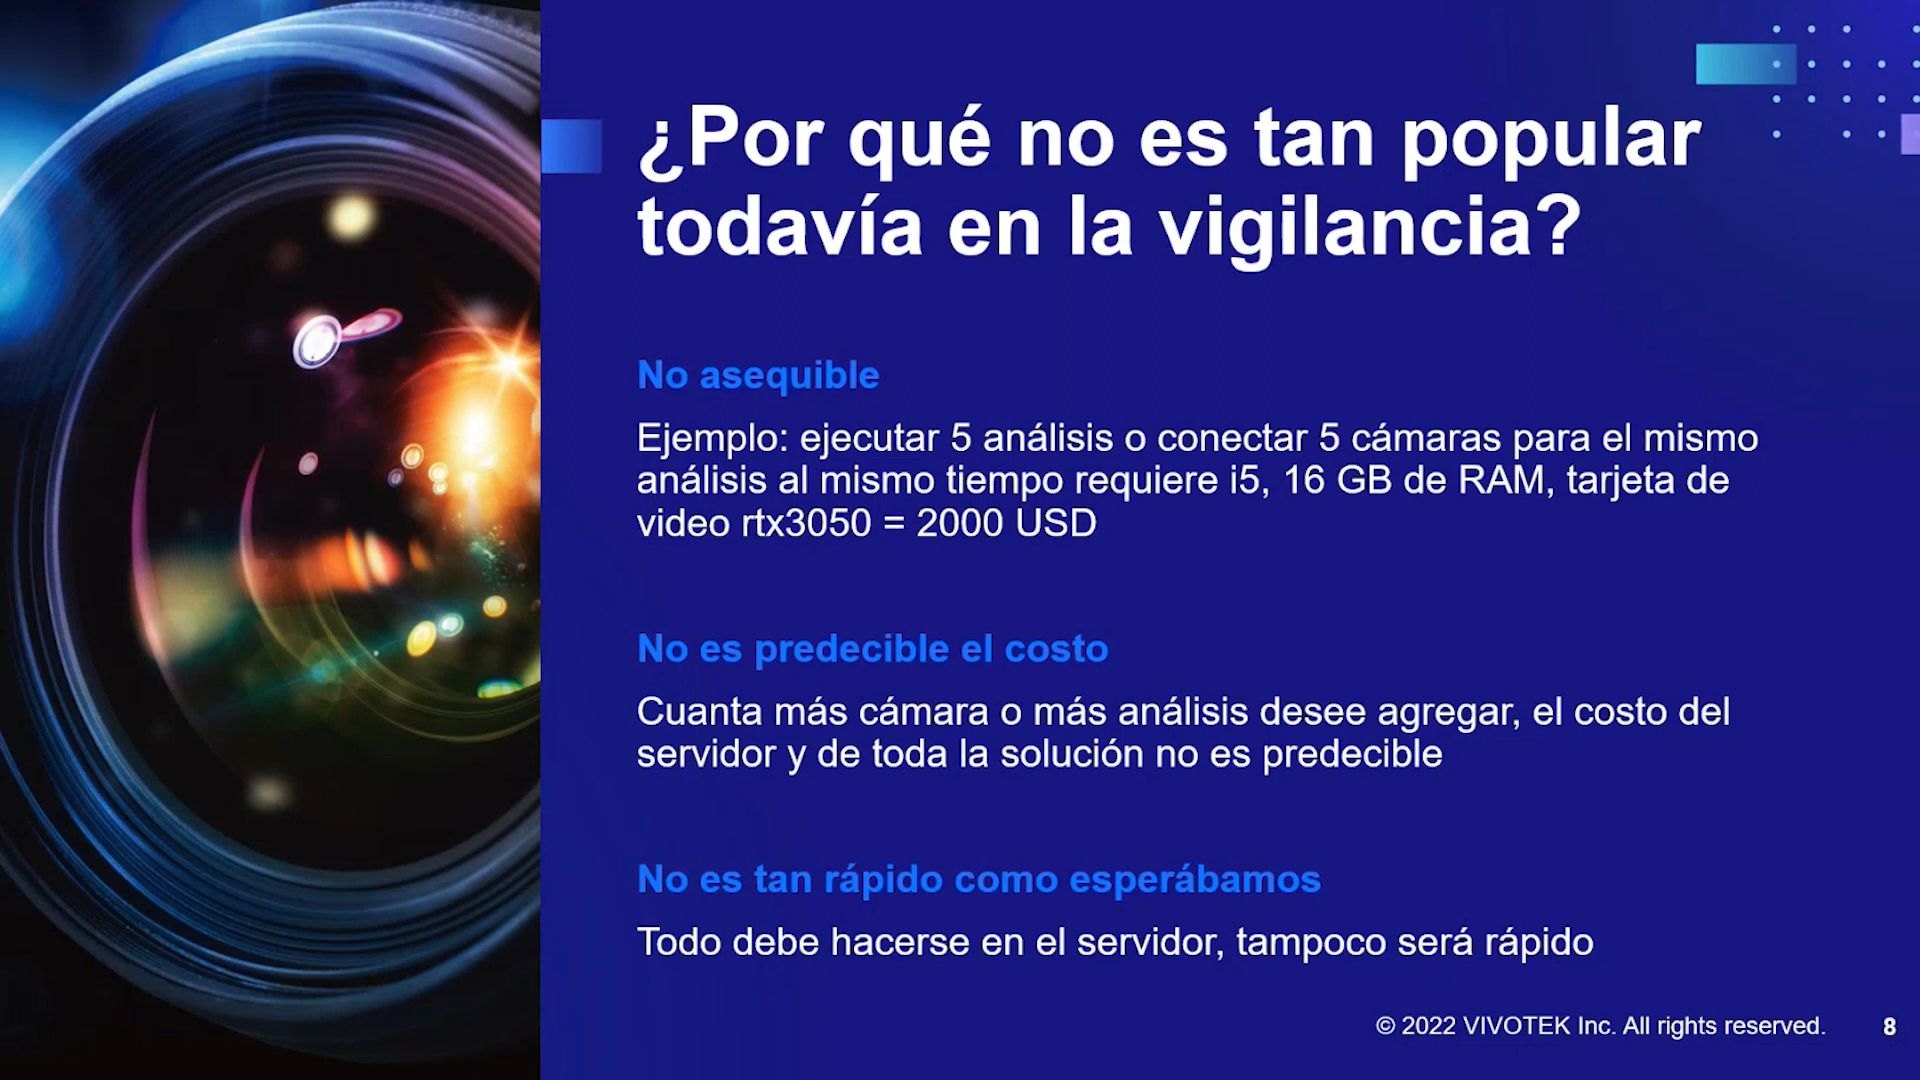 ¿Por qué no es tan popular
todavía en la vigilancia?
No asequible
Ejemplo: ejecutar 5 análisis o conectar 5 cámaras para el mismo
análisis al mismo tiempo requiere i5, 16 GB de RAM, tarjeta de
video rtx3050 = 2000 USD
No es predecible el costo
Cuanta más cámara o más análisis desee agregar, el costo del
servidor y de toda la solución no es predecible
No es tan rápido como esperábamos
Todo debe hacerse en el servidor, tampoco será rápido
© 2022 VIVOTEK Inc. All rights reserved.
8